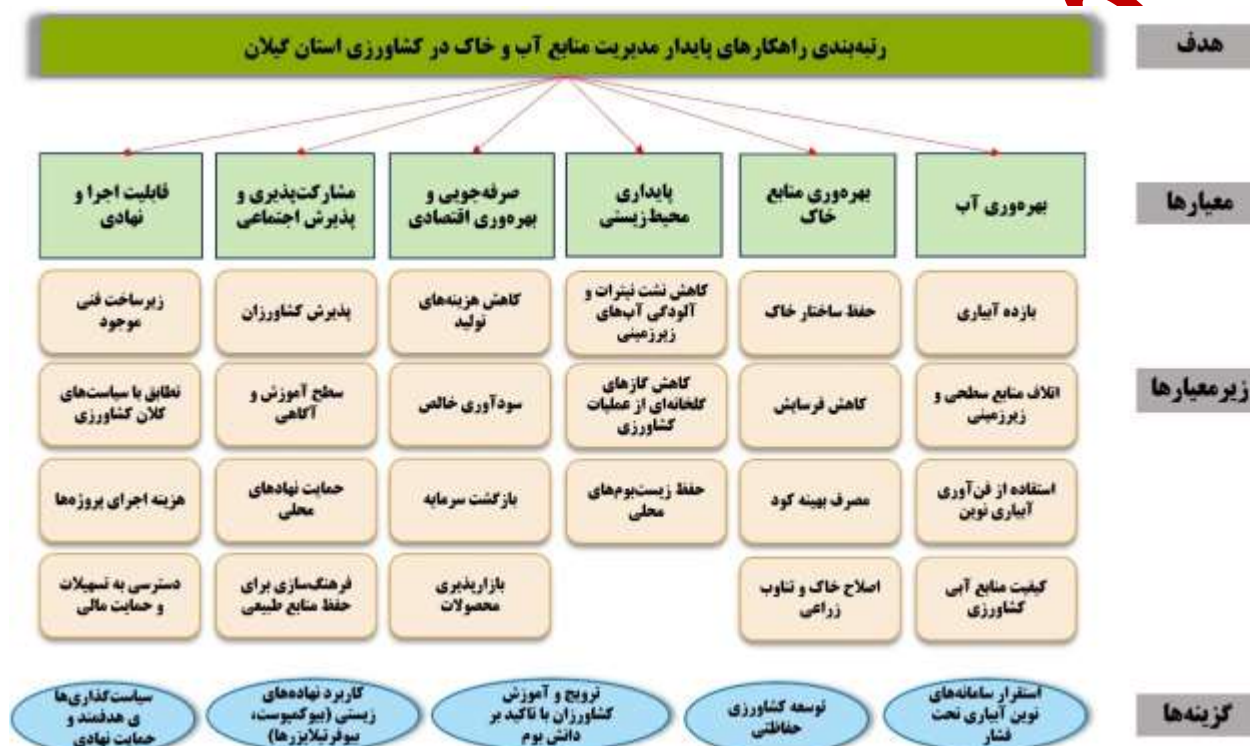 هدف
رتبه‌بندی راهکارهای پایدار مدیریت منابع آب و خاک در کشاورزی استان گیلان
معیارها
بهره‌وری آب
بهره‌وری منابع
خاک
پایداری
محیط‌زیستی
صرفه‌جویی و
بهره‌وری اقتصادی
مشارکت‌پذیری و
پذیرش اجتماعی
قابلیت اجرا و
نهادی
زیرمعیارها
بازده آبیاری
اتلاف منابع سطحی و
زیرزمینی
استفاده از فن‌آوری
آبیاری نوین
کیفیت منابع آبی
کشاورزی
حفظ ساختار خاک
کاهش فرسایش
مصرف بهینه کود
اصلاح خاک و تناوب
زراعی
کاهش نشت نیترات و
آلودگی آب‌های
زیرزمینی
کاهش گازهای
گلخانه‌ای از عملیات
کشاورزی
حفظ زیست‌بوم‌های
محلی
کاهش هزینه‌های
تولید
سودآوری خالص
بازگشت سرمایه
بازارپذیری
محصولات
پذیرش کشاورزان
سطح آموزش و
آگاهی
حمایت نهادهای
محلی
فرهنگ‌سازی برای
حفظ منابع طبیعی
زیرساخت فنی
موجود
تطابق با سیاست‌های
کلان کشاورزی
هزینه اجرای پروژه‌ها
دسترسی به تسهیلات
و حمایت مالی
گزینه‌ها
استقرار سامانه‌های
نوین آبیاری تحت
فشار
توسعه کشاورزی
حفاظتی
ترویج و آموزش
کشاورزان با تاکید بر
دانش بوم
کاربرد نهاده‌های
زیستی (بیوکمپوست،
بیوفرتیلایزرها)
سیاست‌گذاری‌ها
ی هدفمند و
حمایت نهادی